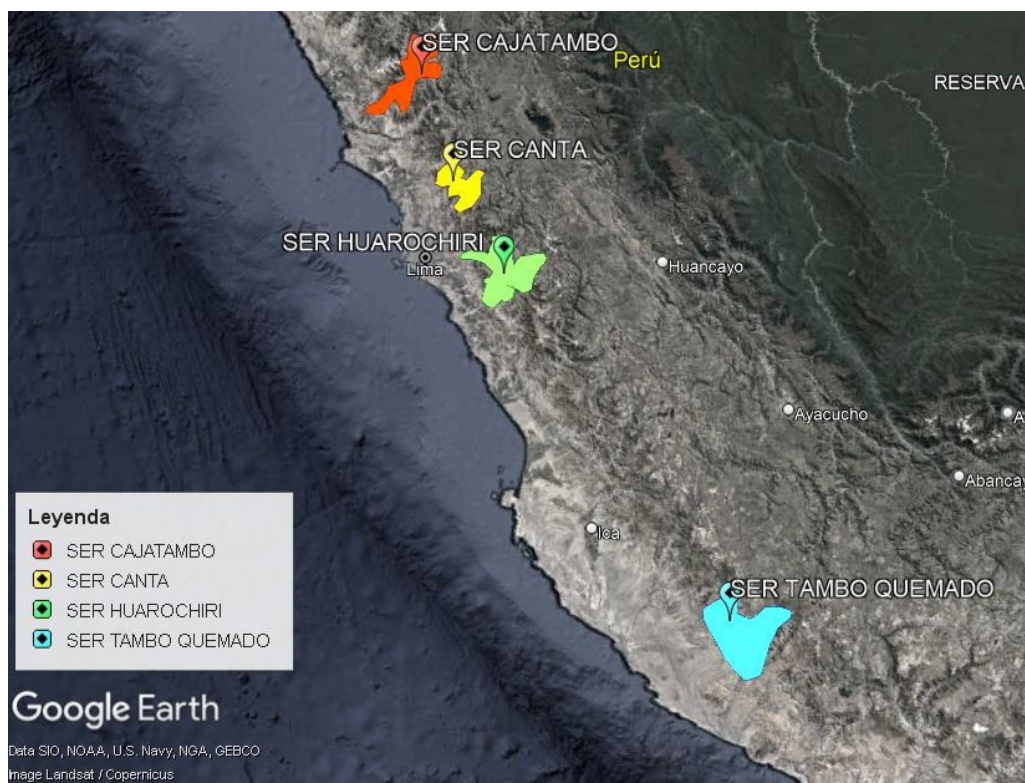 SER CAJATAMBO
Perú
RESERVA
SER CANTA
SER HUAROCHIRI
Lima
Huancayo
Ayacucho
Abancay
Ica
SER TAMBO QUEMADO
Leyenda
SER CAJATAMBO
SER CANTA
SER HUAROCHIRI
SER TAMBO QUEMADO
Google Earth
Data SIO, NOAA, U.S. Navy, NGA, GEBCO
Image Landsat / Copernicus